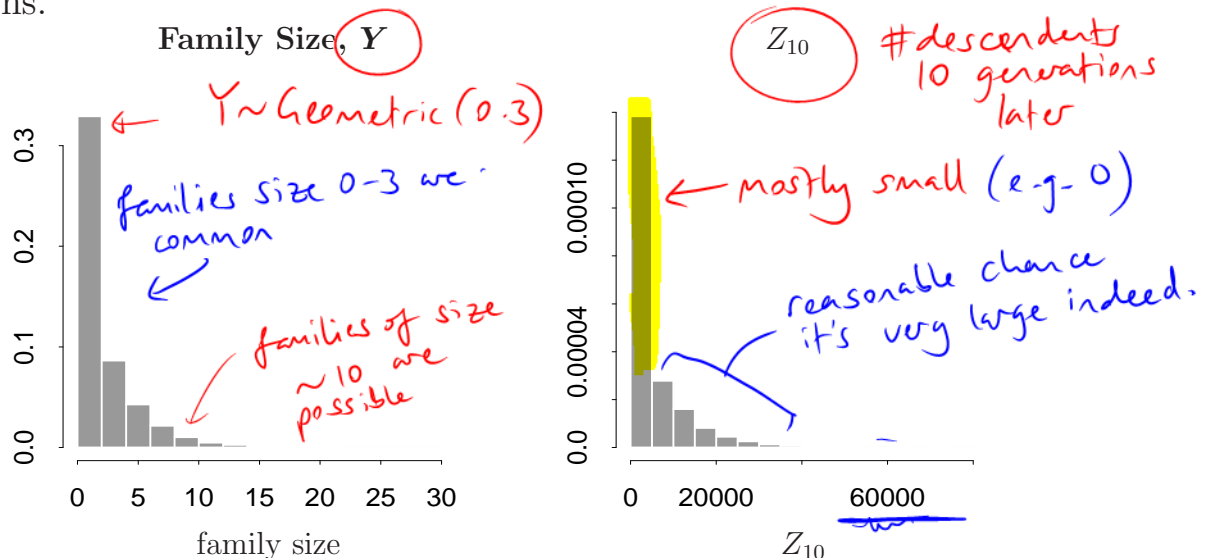 ns.
Family Size, Y
Y ~ Geometric (0.3)
families size 0-3 are
common
families of size
~ 10 are
possible
0.0 0.1 0.2 0.3
0 5 10 15 20 25 30
family size
Z10
#descendents
10 generations
later
mostly small (e.g. 0)
reasonable chance
it's very large indeed.
0.0 0.00004 0.00010
0 20000 60000
Z10